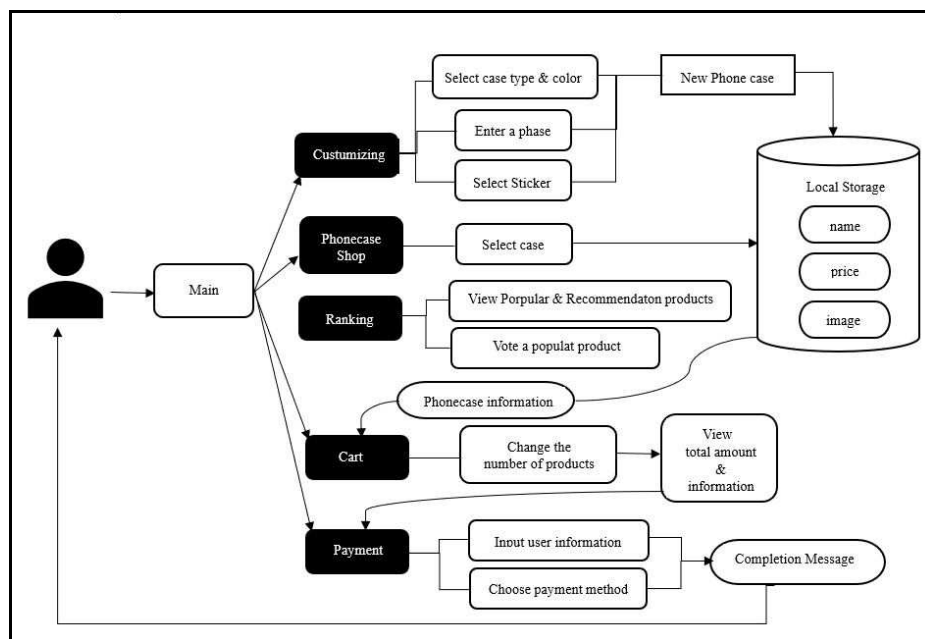 Select case type & color
New Phone case
Enter a phase
Custumizing
Select Sticker
Local Storage
name
Phonecase
Shop
Select case
price
Main
View Porpular & Recommendaton products
Ranking
image
Vote a populat product
Phonecase information
Cart
Change the
number of products
View
total amount
&
information
Payment
Input user information
Completion Message
Choose payment method